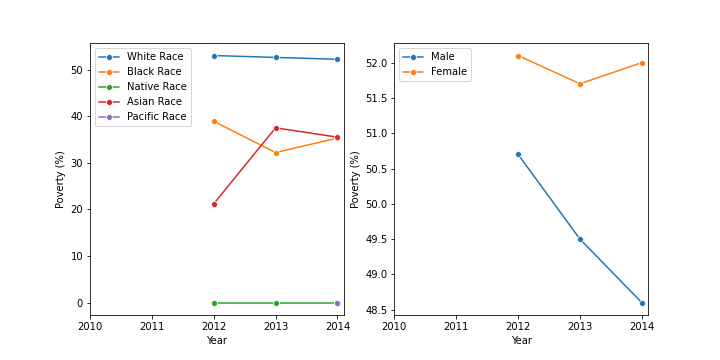 White Race
Black Race
Native Race
Asian Race
Pacific Race
50
40
30
20
10
0
Poverty (%)
2010 2011 2012 2013 2014
Year
Male
Female
52.0
51.5
51.0
50.5
50.0
49.5
49.0
48.5
Poverty (%)
2010 2011 2012 2013 2014
Year